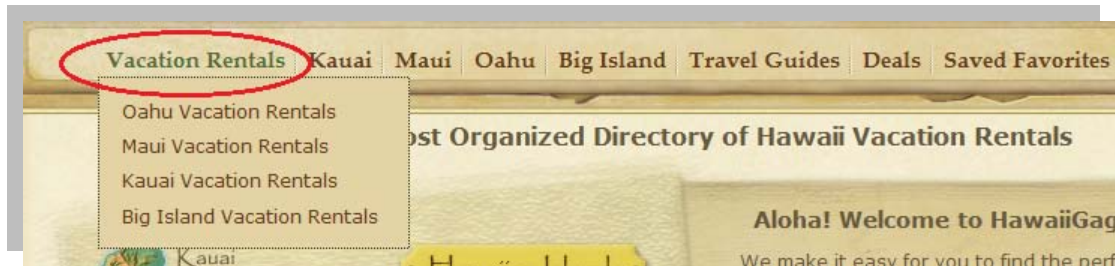 Vacation Rentals Kauai Maui Oahu Big Island Travel Guides Deals Saved Favorites
Oahu Vacation Rentals
Maui Vacation Rentals
Kauai Vacation Rentals
Big Island Vacation Rentals
Organized Directory of Hawaii Vacation Rentals
Aloha! Welcome to
Kauai
We make it easy for you to find the